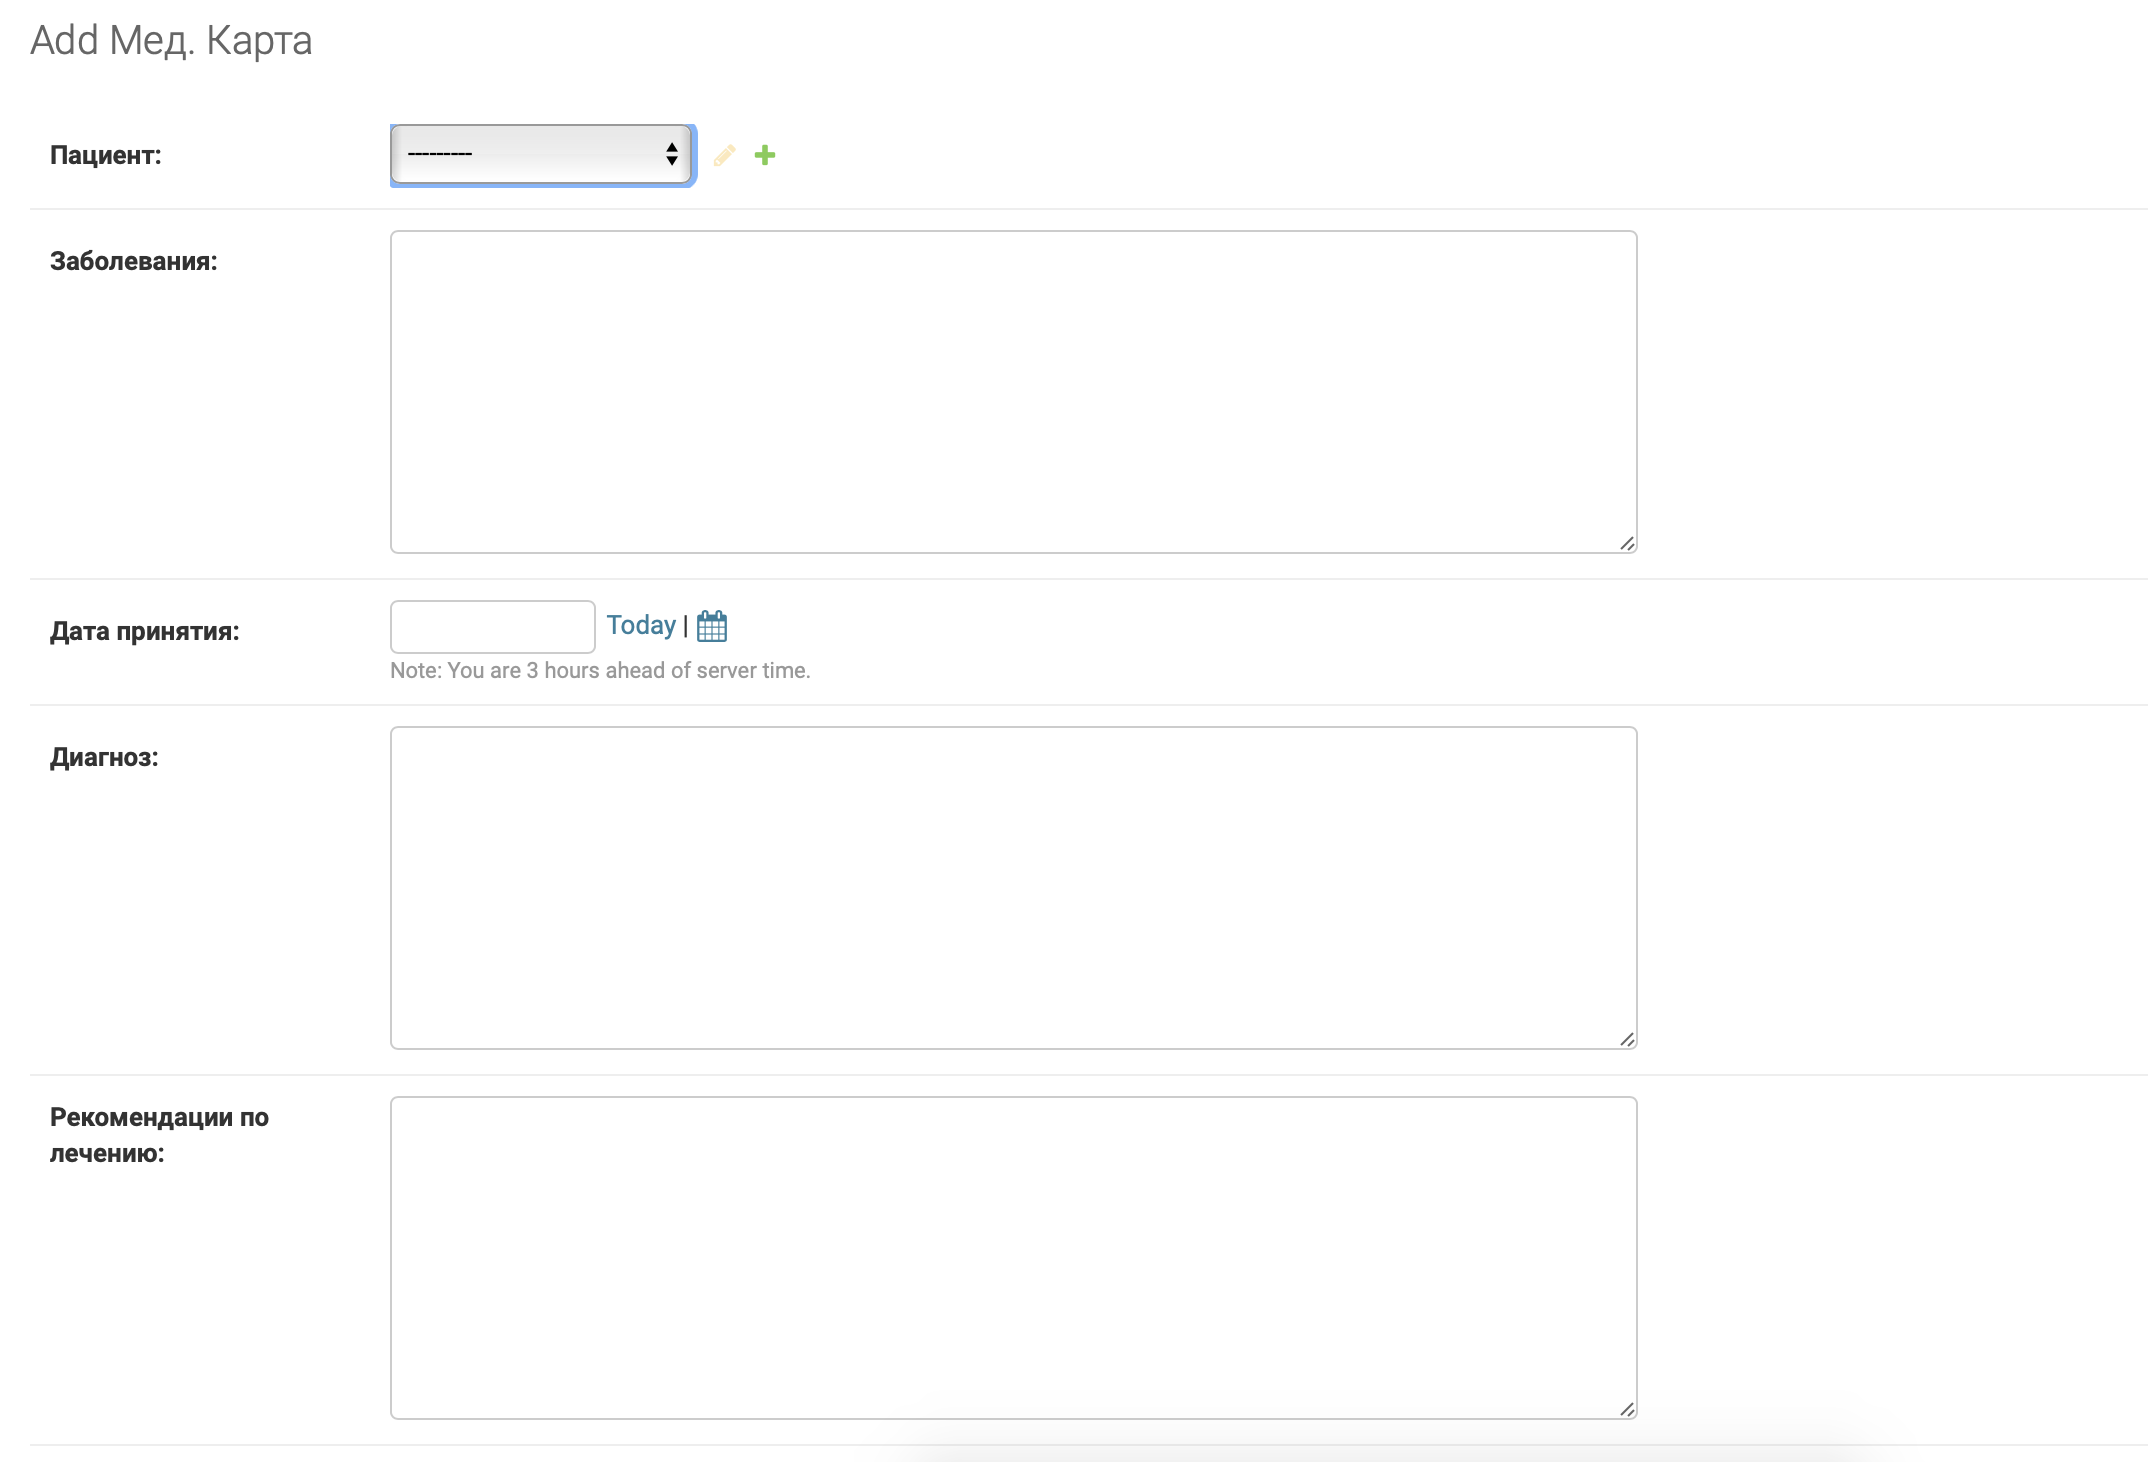 Add Мед. Карта
Пациент:
---------
Заболевания:
Дата принятия:
Today |
Note: You are 3 hours ahead of server time.
Диагноз:
Рекомендации по
лечению: